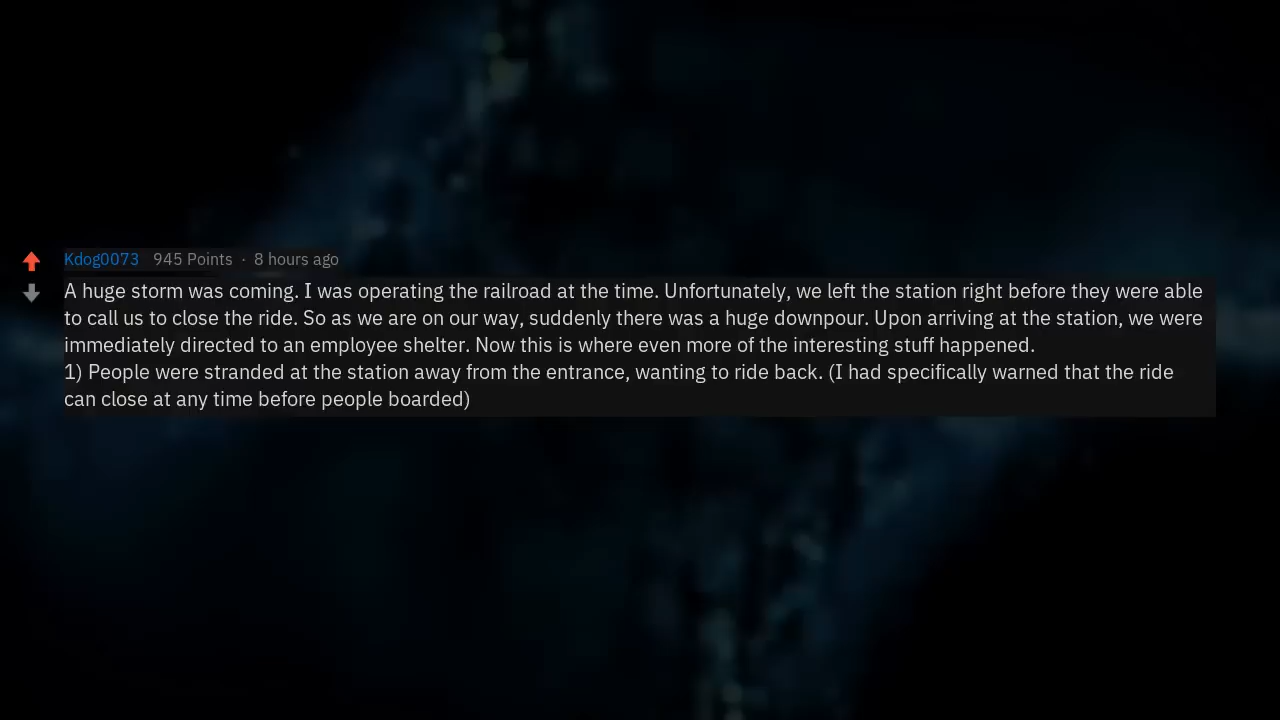 Kdog0073 945 Points · 8 hours ago
A huge storm was coming. I was operating the railroad at the time. Unfortunately, we left the station right before they were able
to call us to close the ride. So as we are on our way, suddenly there was a huge downpour. Upon arriving at the station, we were
immediately directed to an employee shelter. Now this is where even more of the interesting stuff happened.
1) People were stranded at the station away from the entrance, wanting to ride back. (I had specifically warned that the ride
can close at any time before people boarded)